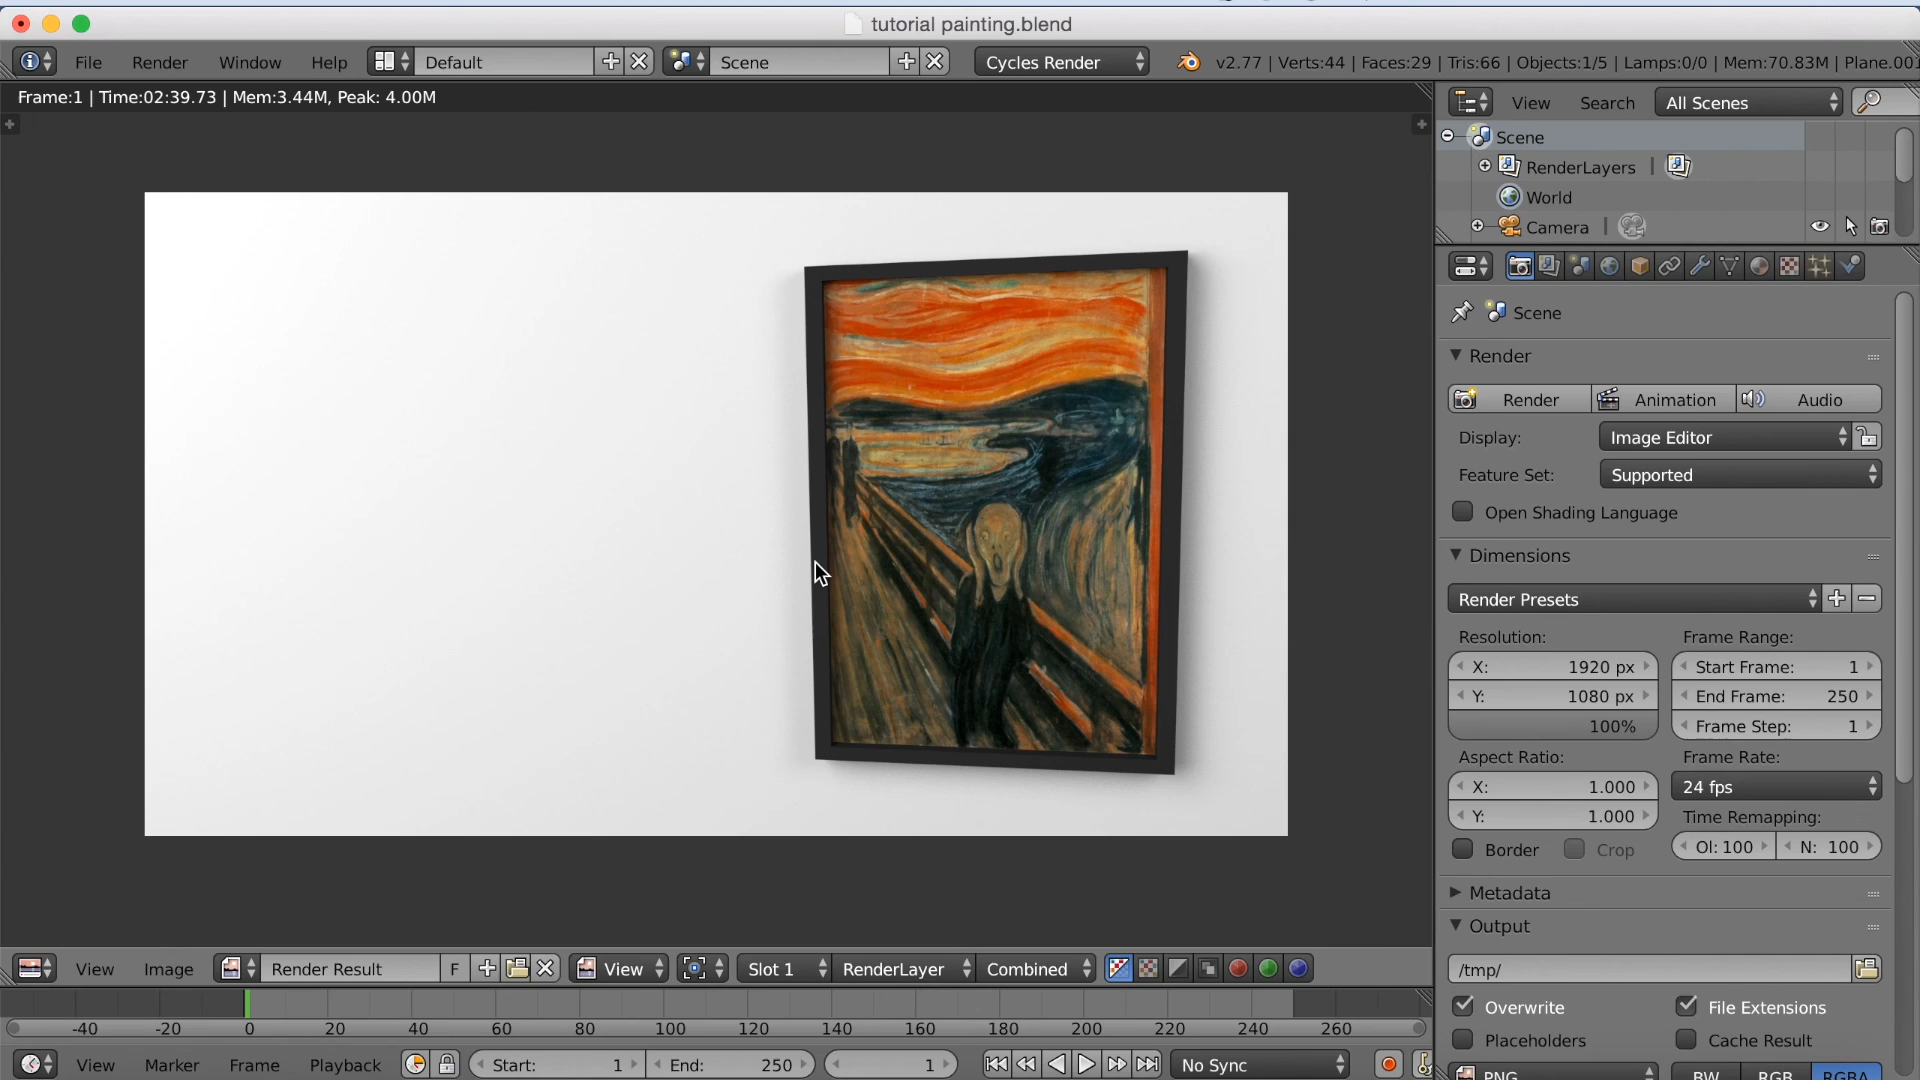 tutorial painting.blend
File Render Window Help Default Scene Cycles Render v2.77 | Verts:44 | Faces:29 | Tris:66 | Objects:1/5 | Lamps:0/0 | Mem:70.83M | Plane.001
Frame:1 | Time:02:39.73 | Mem:3.44M, Peak: 4.00M
View Search All Scenes
Scene
RenderLayers
World
Camera
Scene
Render
Render Animation Audio
Display: Image Editor
Feature Set: Supported
Open Shading Language
Dimensions
Render Presets
Resolution: Frame Range:
X: 1920 px Start Frame: 1
Y: 1080 px End Frame: 250
100% Frame Step: 1
Aspect Ratio: Frame Rate:
X: 1.000 24 fps
Y: 1.000 Time Remapping:
Border Crop Ol: 100 N: 100
Metadata
Output
/tmp/
Overwrite File Extensions
Placeholders Cache Result
PNG BW RGB RGBA
View Image Render Result F View Slot 1 RenderLayer Combined
-40 -20 0 20 40 60 80 100 120 140 160 180 200 220 240 260
View Marker Frame Playback Start: 1 End: 250 1 No Sync